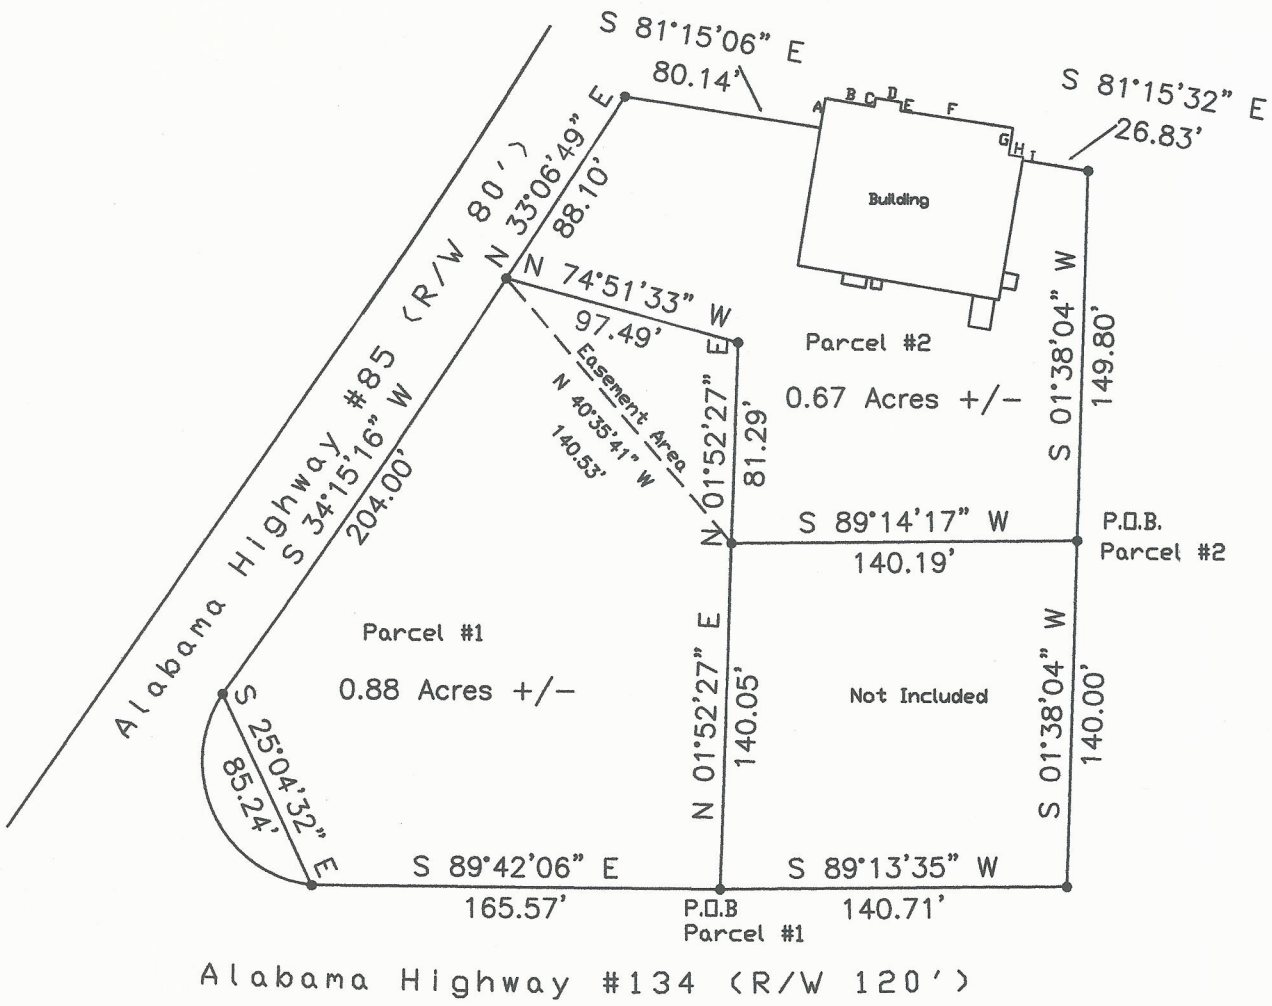 S 81°15'06" E
80.14'
S 81°15'32" E
26.83'
A
B
C
D
E
F
G
H
I
Building
N 33°06'49" E
88.10'
N 74°51'33" W
97.49'
Easement Area
N 40°35'41" W
140.53'
N 01°52'27" E
81.29'
Parcel #2
0.67 Acres +/-
S 01°38'04" W
149.80'
Alabama Highway #85 (R/W 80')
S 34°15'16" W
204.00'
S 89°14'17" W
140.19'
P.O.B.
Parcel #2
Parcel #1
0.88 Acres +/-
N 01°52'27" E
140.05'
Not Included
S 01°38'04" W
140.00'
S 25°04'32" E
85.24'
S 89°42'06" E
165.57'
S 89°13'35" W
140.71'
P.O.B
Parcel #1
Alabama Highway #134 (R/W 120')